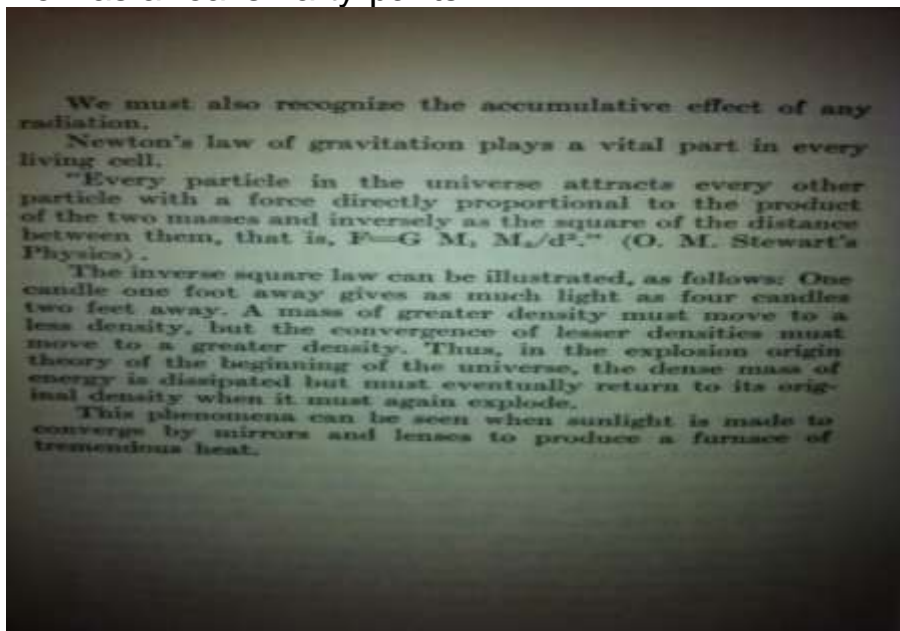 We must also recognize the accumulative effect of any
radiation.
Newton's law of gravitation plays a vital part in every
living cell.
"Every particle in the universe attracts every other
particle with a force directly proportional to the product
of the two masses and inversely as the square of the distance
between them, that is, F=G M, M,/d²." (O. M. Stewart's
Physics).
The inverse square law can be illustrated, as follows: One
candle one foot away gives as much light as four candles
two feet away. A mass of greater density must move to a
less density, but the convergence of lesser densities must
move to a greater density. Thus, in the explosion origin
theory of the beginning of the universe, the dense mass of
energy is dissipated but must eventually return to its orig-
inal density when it must again explode.
This phenomena can be seen when sunlight is made to
converge by mirrors and lenses to produce a furnace of
tremendous heat.